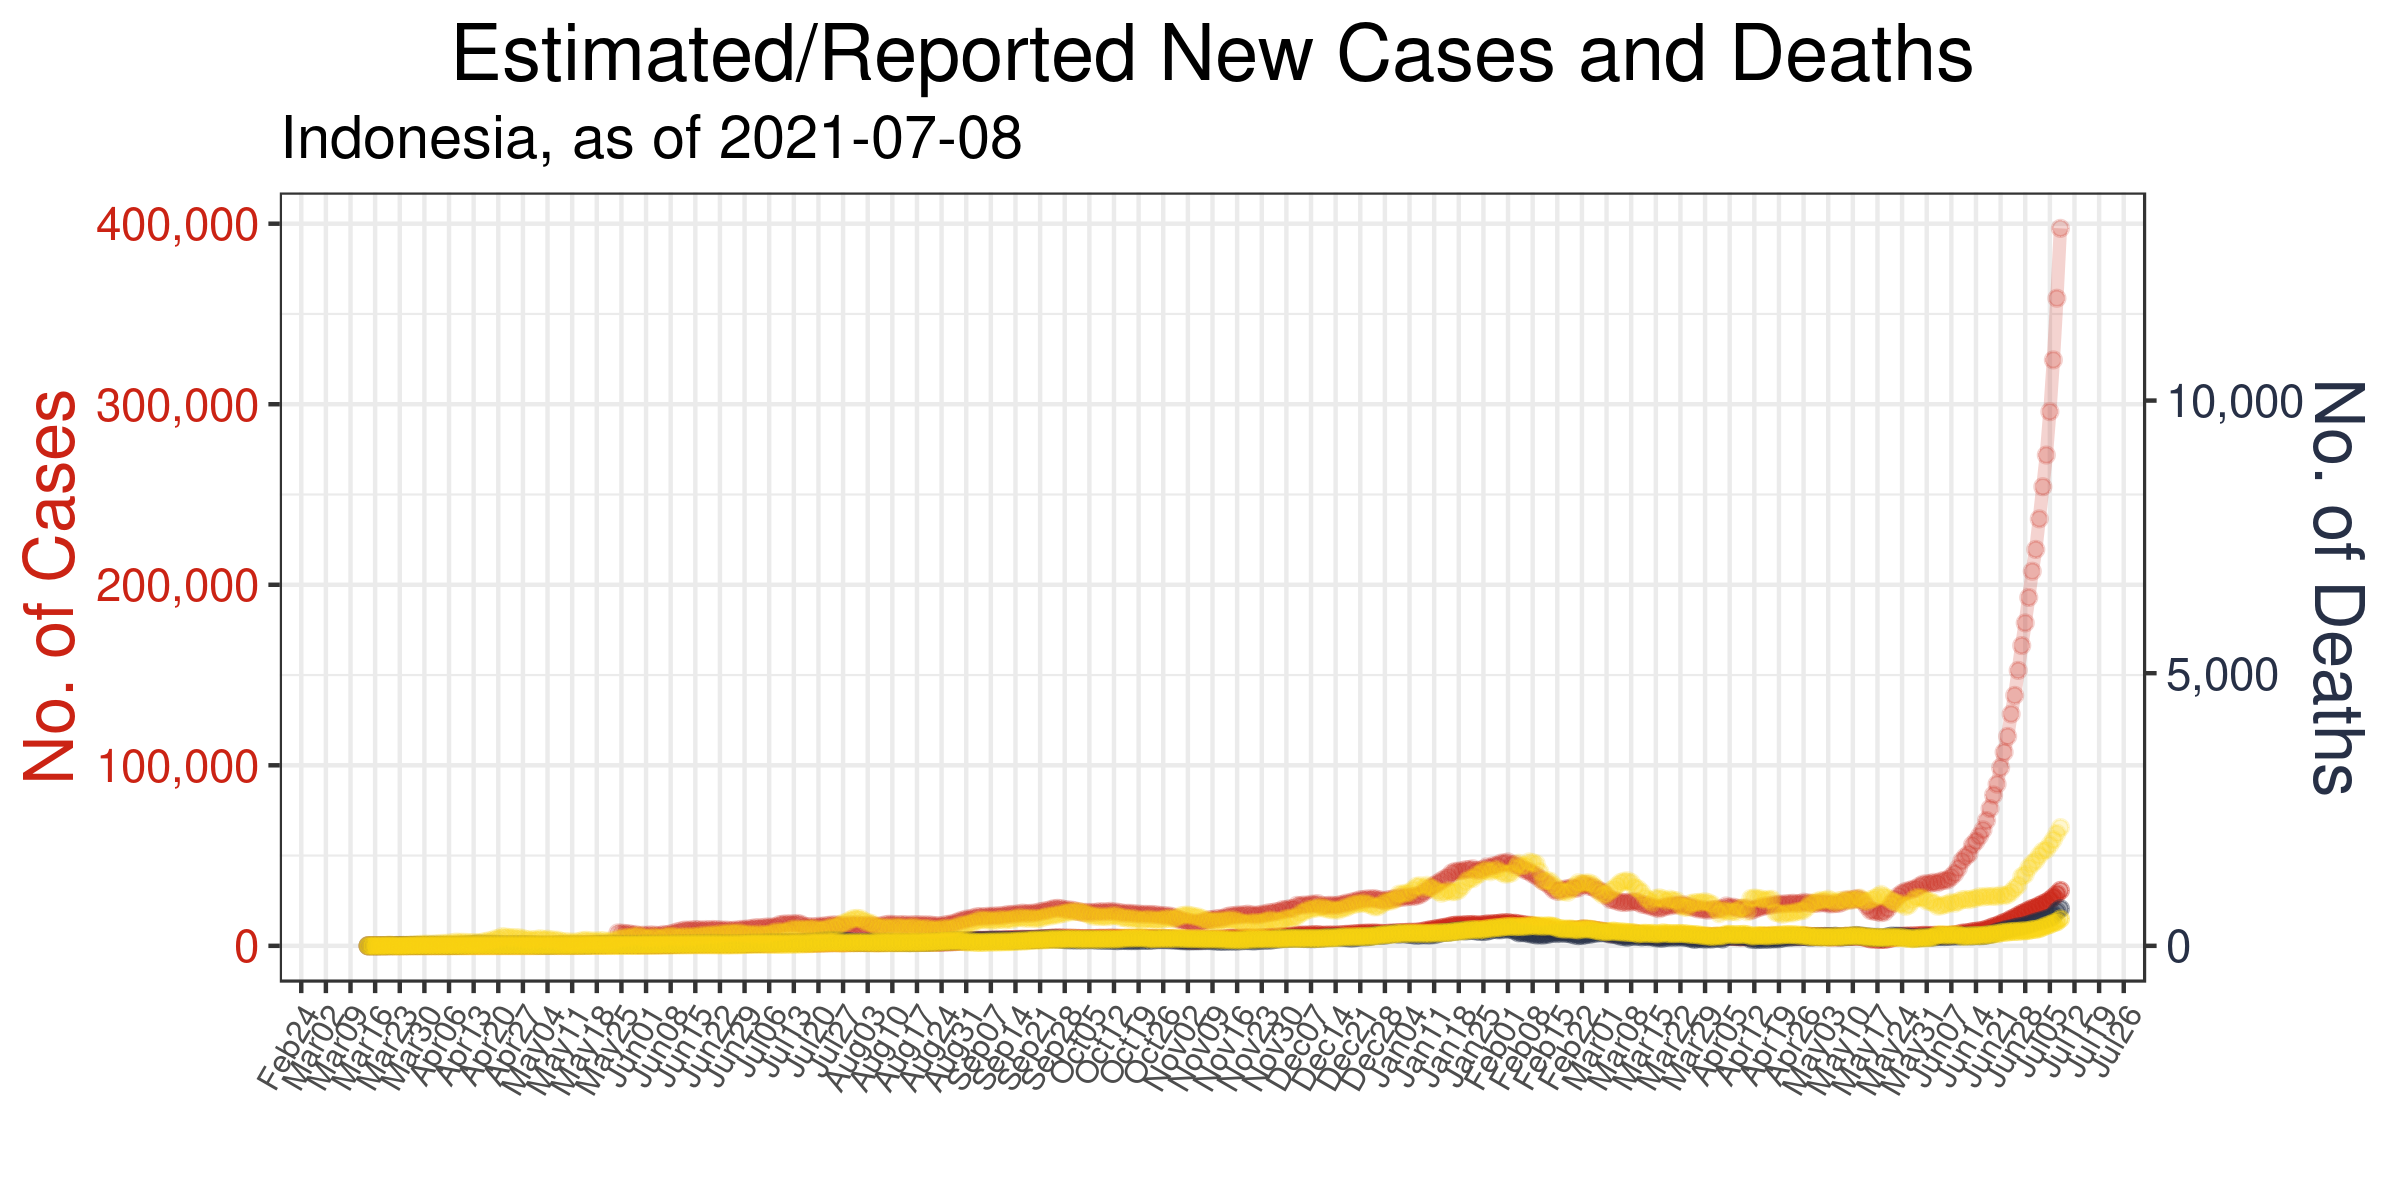 Estimated/Reported New Cases and Deaths
Indonesia, as of 2021-07-08
No. of Cases
400,000
300,000
200,000
100,000
0
10,000
5,000
0
No. of Deaths
Feb24
Mar02
Mar09
Mar16
Mar23
Mar30
Apr06
Apr13
Apr20
Apr27
May04
May11
May18
May25
Jun01
Jun08
Jun15
Jun22
Jun29
Jul06
Jul13
Jul20
Jul27
Aug03
Aug10
Aug17
Aug24
Aug31
Sep07
Sep14
Sep21
Sep28
Oct05
Oct12
Oct19
Oct26
Nov02
Nov09
Nov16
Nov23
Nov30
Dec07
Dec14
Dec21
Dec28
Jan04
Jan11
Jan18
Jan25
Feb01
Feb08
Feb15
Feb22
Mar01
Mar08
Mar15
Mar22
Mar29
Apr05
Apr12
Apr19
Apr26
May03
May10
May17
May24
May31
Jun07
Jun14
Jun21
Jun28
Jul05
Jul12
Jul19
Jul26